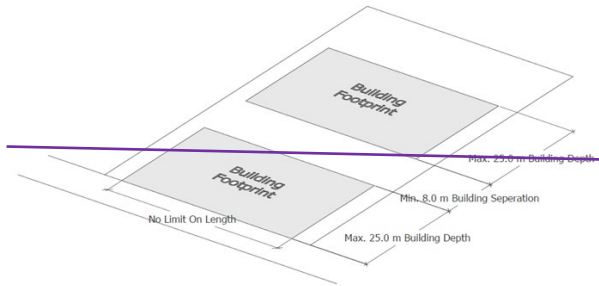 Building
Footprint
Max. 25.0 m Building Depth
Building
Footprint
Min. 8.0 m Building Seperation
No Limit On Length
Max. 25.0 m Building Depth